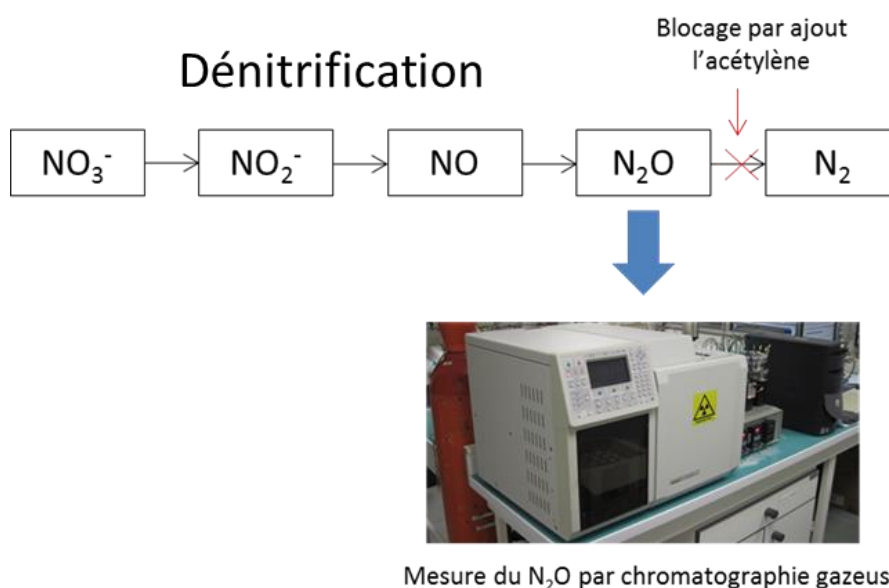 Blocage par ajout
l’acétylène
Dénitrification
NO₃⁻
NO₂⁻
NO
N₂O
N₂
Mesure du N₂O par chromatographie gazeus